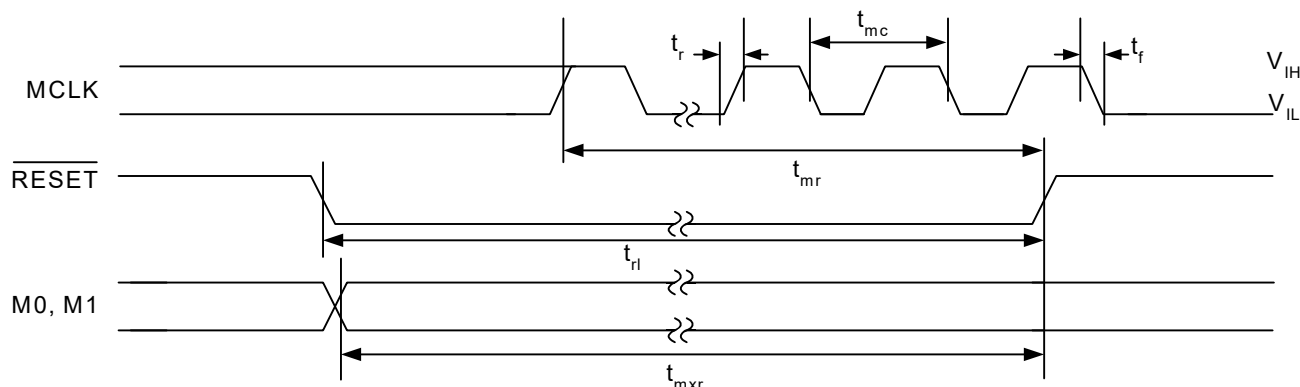 t_mc
t_r
t_f
V_IH
MCLK
V_IL
t_mr
RESET
t_rl
M0, M1
t_mxr